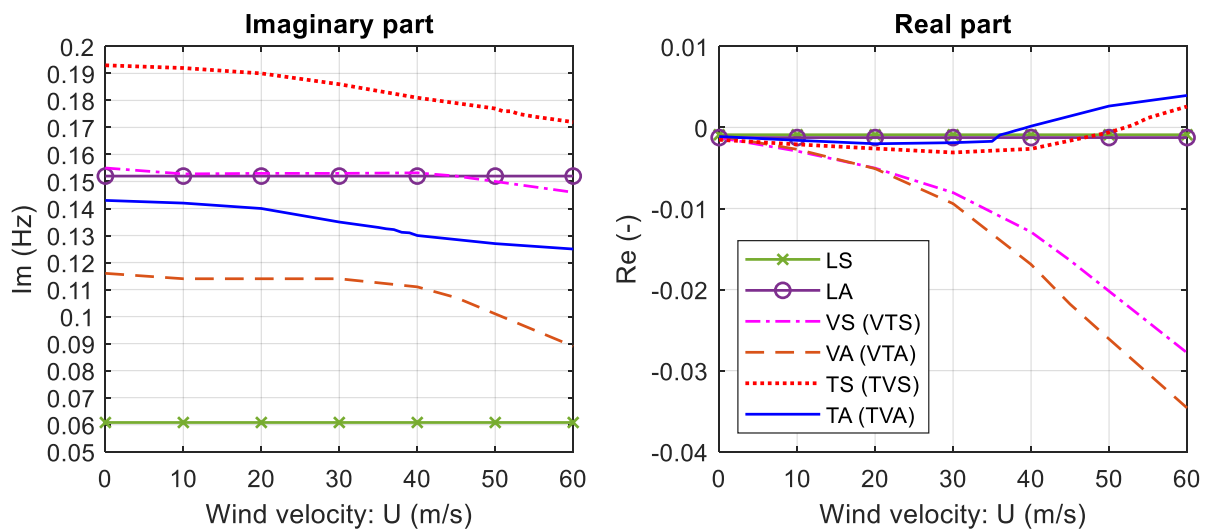 Imaginary part
Im (Hz)
0.2
0.19
0.18
0.17
0.16
0.15
0.14
0.13
0.12
0.11
0.1
0.09
0.08
0.07
0.06
0.05
0 10 20 30 40 50 60
Wind velocity: U (m/s)
Real part
Re (-)
0.01
0
-0.01
-0.02
-0.03
-0.04
LS
LA
VS (VTS)
VA (VTA)
TS (TVS)
TA (TVA)
0 10 20 30 40 50 60
Wind velocity: U (m/s)